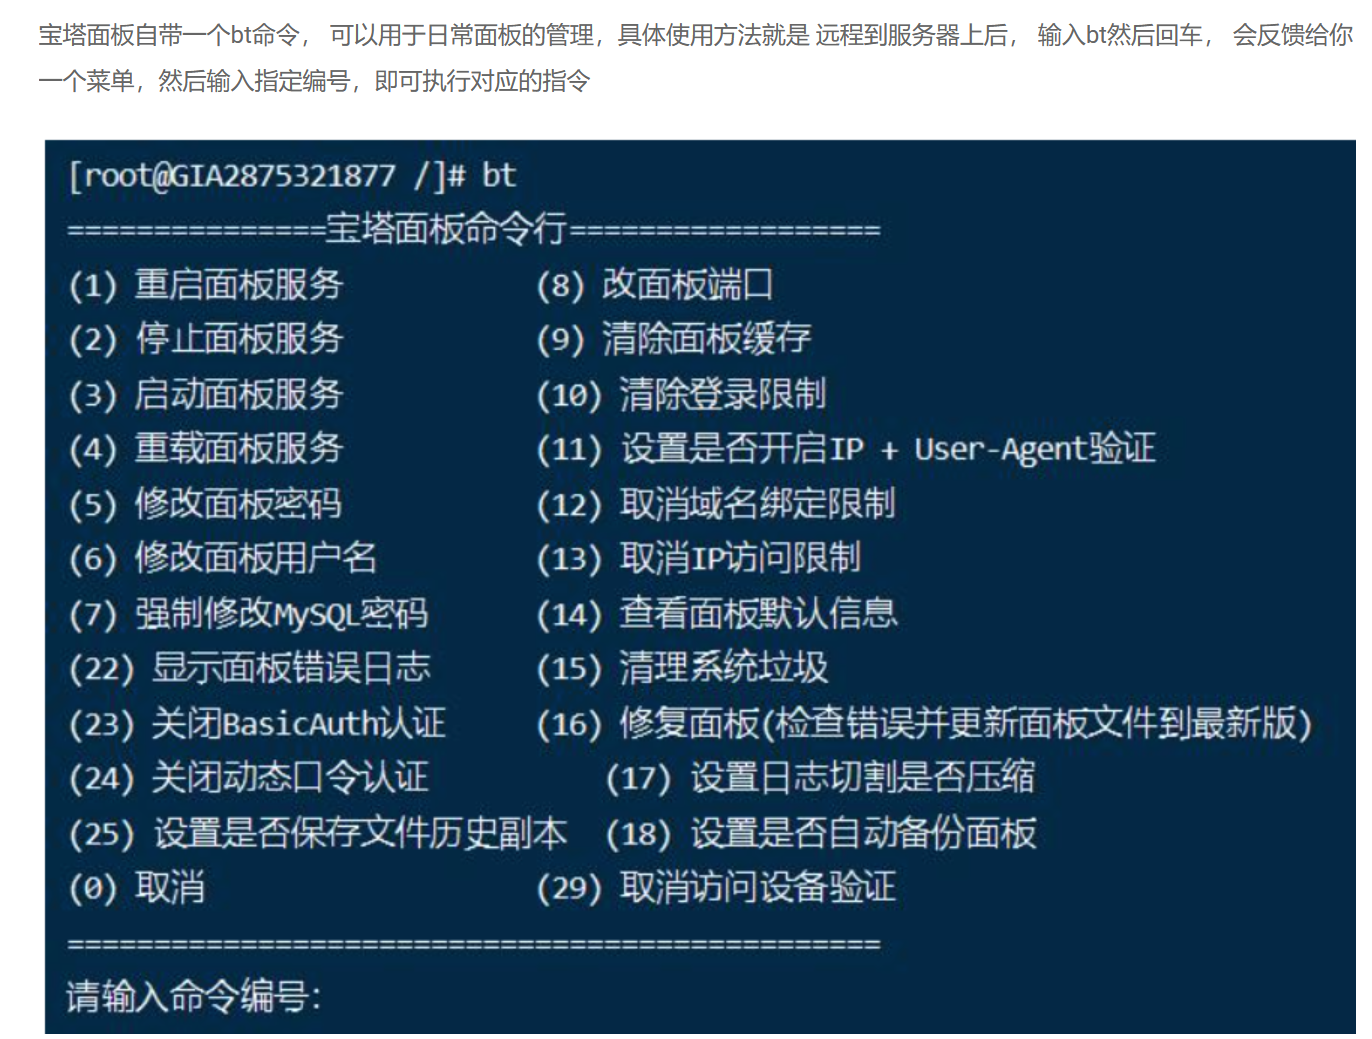 宝塔面板自带一个bt命令， 可以用于日常面板的管理，具体使用方法就是 远程到服务器上后， 输入bt然后回车， 会反馈给你
一个菜单，然后输入指定编号，即可执行对应的指令
[root@GIA2875321877 /]# bt
===============宝塔面板命令行==================
(1) 重启面板服务 (8) 改面板端口
(2) 停止面板服务 (9) 清除面板缓存
(3) 启动面板服务 (10) 清除登录限制
(4) 重载面板服务 (11) 设置是否开启IP + User-Agent验证
(5) 修改面板密码 (12) 取消域名绑定限制
(6) 修改面板用户名 (13) 取消IP访问限制
(7) 强制修改MySQL密码 (14) 查看面板默认信息
(22) 显示面板错误日志 (15) 清理系统垃圾
(23) 关闭BasicAuth认证 (16) 修复面板(检查错误并更新面板文件到最新版)
(24) 关闭动态口令认证 (17) 设置日志切割是否压缩
(25) 设置是否保存文件历史副本 (18) 设置是否自动备份面板
(0) 取消 (29) 取消访问设备验证
===============================================
请输入命令编号：